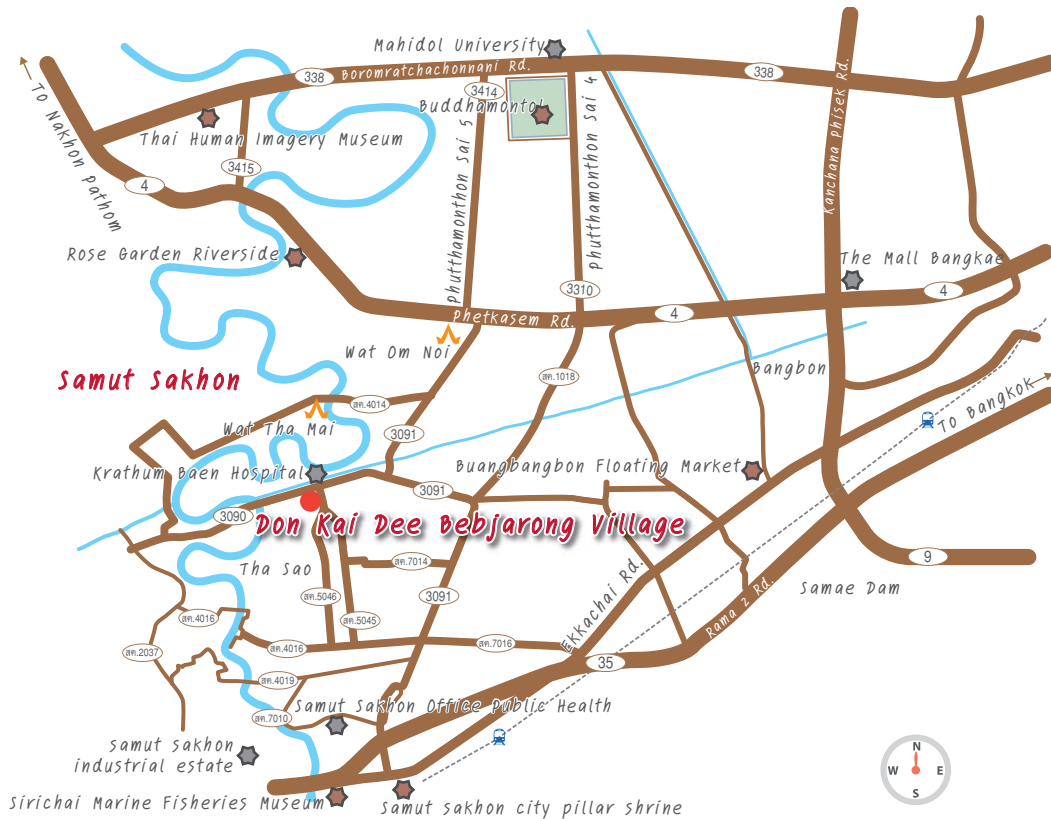 Mahidol University
338
Boromratchachonnani Rd.
338
Kanchana Phisek Rd.
To Nakhon Pathom
3414
Buddhamontol
Phutthamonthon Sai 5
Phutthamonthon Sai 4
Thai Human Imagery Museum
3415
4
Rose Garden Riverside
The Mall Bangkae
3310
4
4
Phetkasem Rd.
Wat Om Noi
Samut Sakhon
Bangbon
สค.1018
สค.4014
To Bangkok
Wat Tha Mai
3091
Krathum Baen Hospital
Buangbangbon Floating Market
3091
3090
Don Kai Dee Bebjarong Village
Tha Sao
สค.7014
9
สค.5046
3091
Samae Dam
สค.4016
สค.5045
Ekkachai Rd.
Rama 2 Rd.
สค.2037
สค.4016
สค.7016
35
สค.4019
สค.7010
Samut Sakhon Office Public Health
Samut Sakhon
industrial estate
Sirichai Marine Fisheries Museum
Samut Sakhon city pillar shrine
N
W
E
S